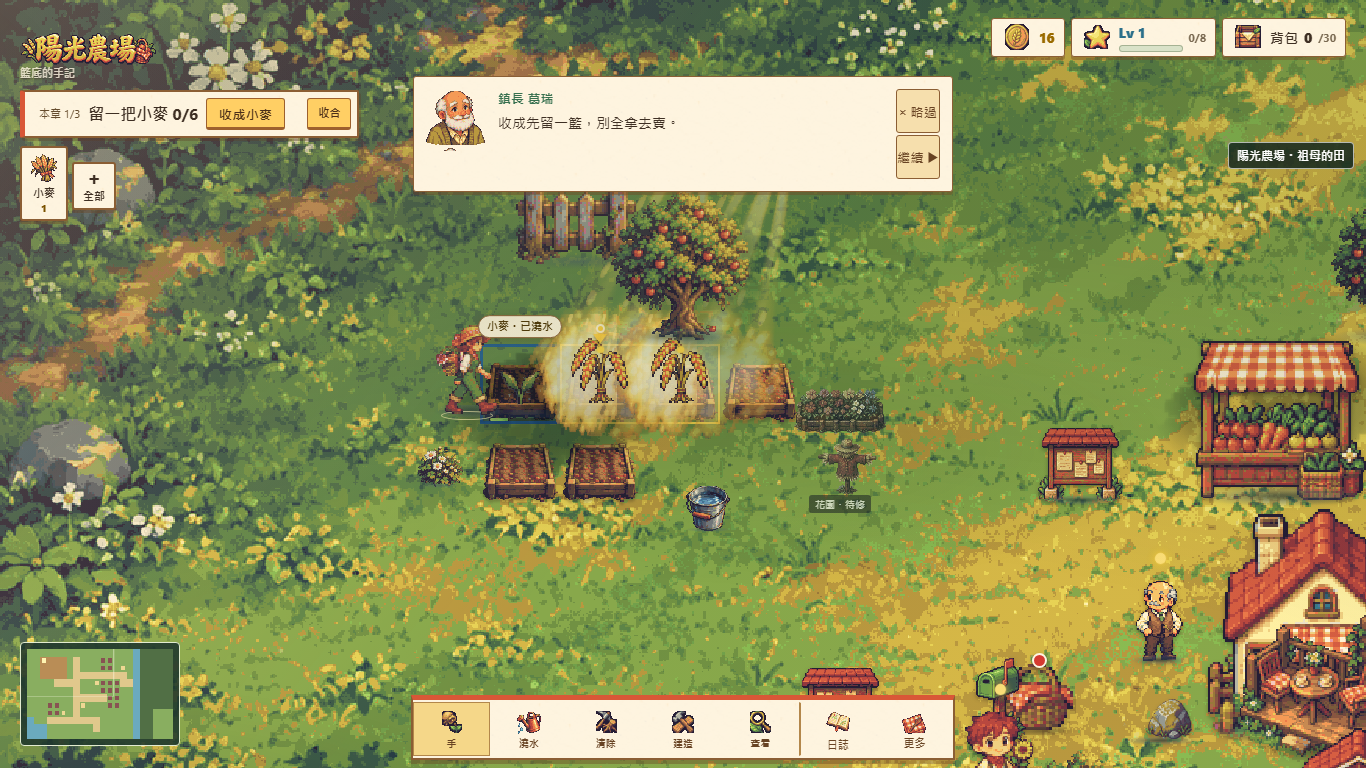 陽光農場
籃底的手記
本章 1/3 留一把小麥 0/6 收成小麥 收合
小麥
1
+
全部
鎮長 葛瑞
收成先留一籃，別全拿去賣。
× 略過
繼續 ▶
16
Lv 1 0/8
背包 0 /30
陽光農場・祖母的田
小麥・已澆水
花圃・待修
手
澆水
清除
建造
查看
日誌
更多